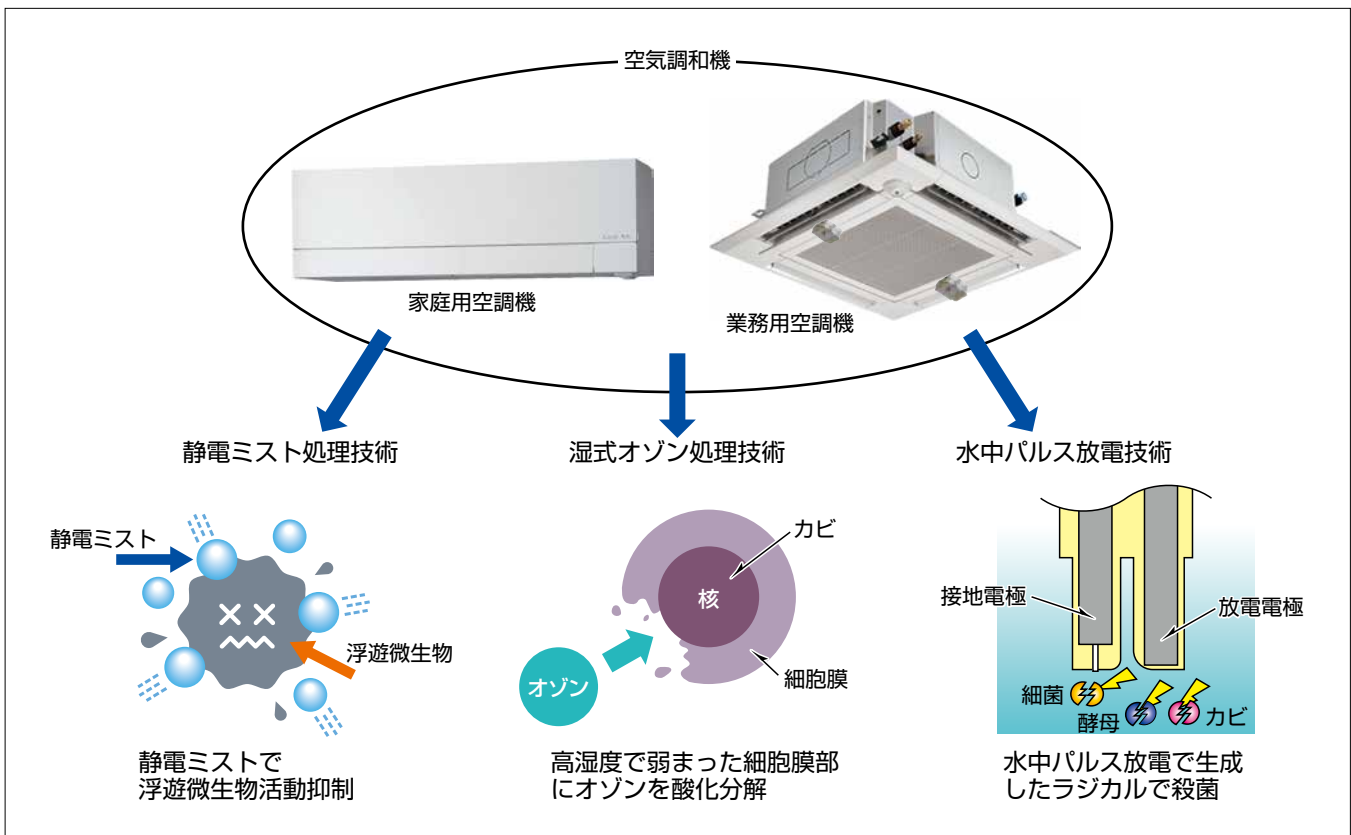 空気調和機
家庭用空調機
業務用空調機
静電ミスト処理技術
湿式オゾン処理技術
水中パルス放電技術
静電ミスト
浮遊微生物
静電ミストで
浮遊微生物活動抑制
カビ
核
オゾン
細胞膜
高湿度で弱まった細胞膜部
にオゾンを酸化分解
接地電極
放電電極
細菌
酵母
カビ
水中パルス放電で生成
したラジカルで殺菌